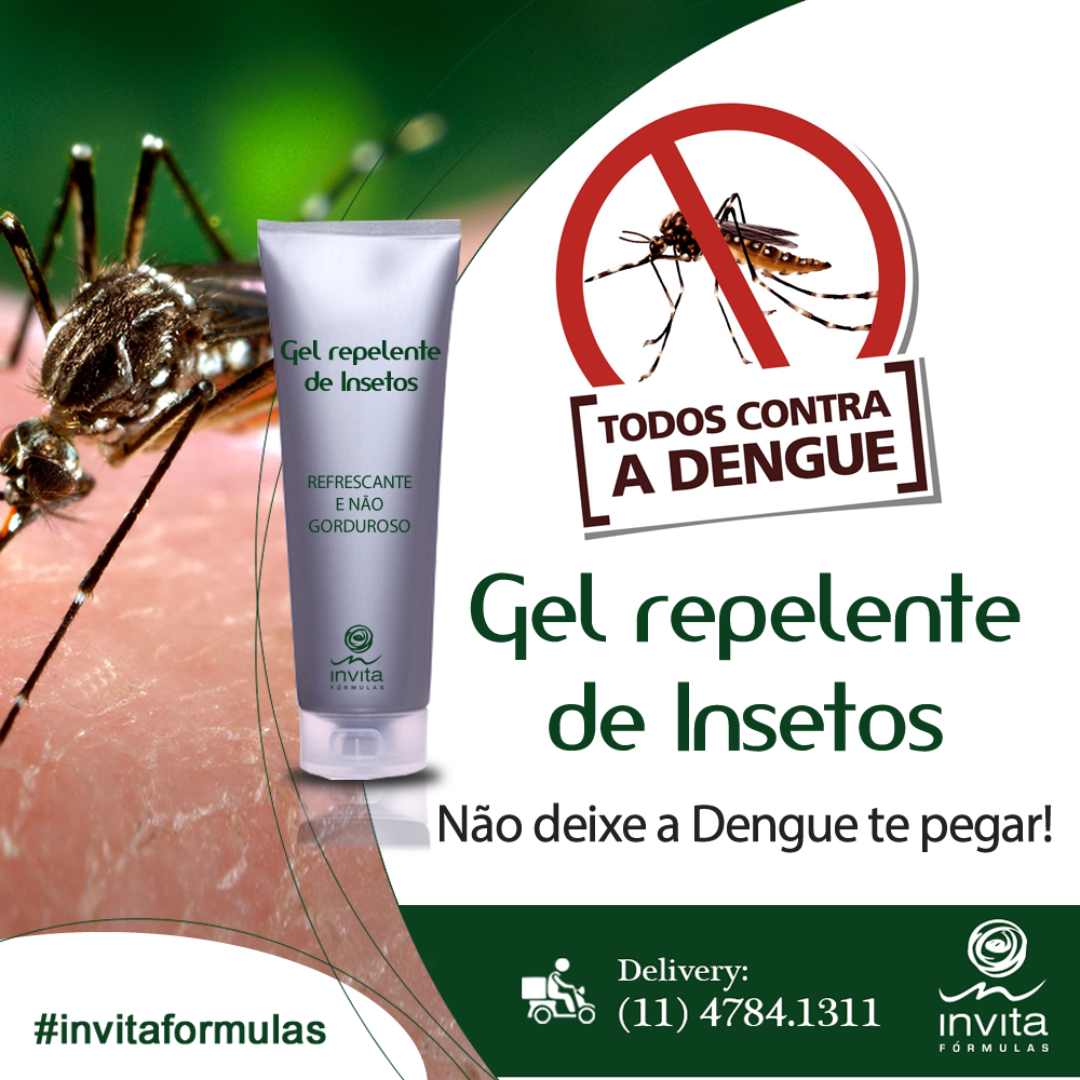 TODOS CONTRA
A DENGUE
Gel repelente
de Insetos
REFRESCANTE
E NÃO
GORDUROSO
invita
FÓRMULAS
Gel repelente
de Insetos
Não deixe a Dengue te pegar!
#invitaformulas
Delivery:
(11) 4784.1311
invita
FÓRMULAS